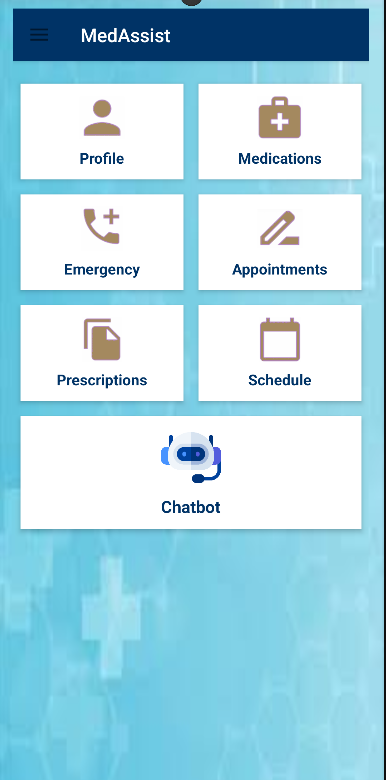 MedAssist
Profile
Medications
Emergency
Appointments
Prescriptions
Schedule
Chatbot